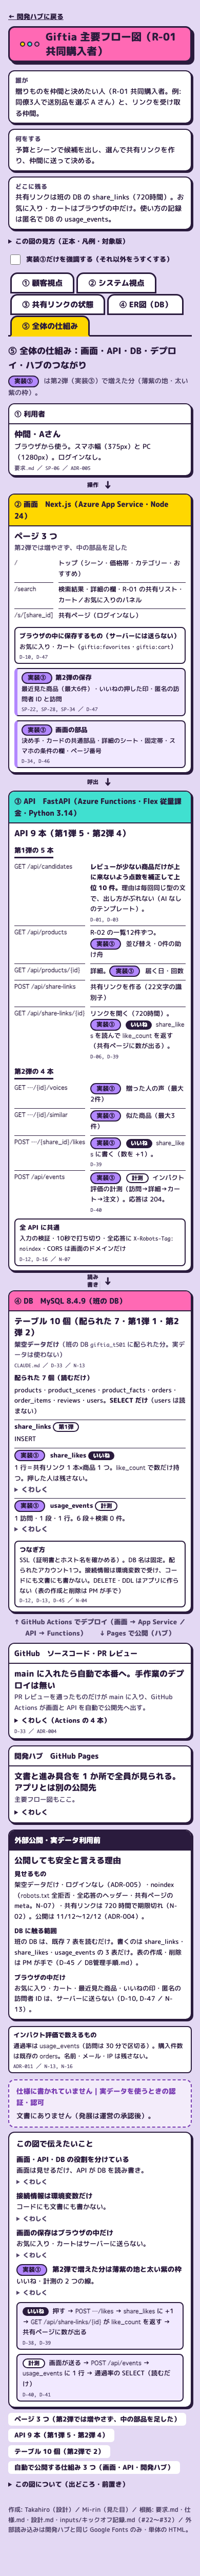 ← 開発ハブに戻る
Giftia 主要フロー図（R-01
共同購入者）
誰が
贈りものを仲間と決めたい人（R-01 共同購入者。例:
同僚3人で送別品を選ぶ A さん）と、リンクを受け取
る仲間。
何をする
予算とシーンで候補を出し、選んで共有リンクを作
り、仲間に送って決める。
どこに残る
共有リンクは班の DB の share_links（720時間）。お
気に入り・カートはブラウザの中だけ。使い方の記録
は匿名で DB の usage_events。
▶ この図の見方（正本・凡例・対象版）
実装②だけを強調する（それ以外をうすくする）
① 顧客視点
② システム視点
③ 共有リンクの状態
④ ER図（DB）
⑤ 全体の仕組み
⑤ 全体の仕組み：画面・API・DB・デプロ
イ・ハブのつながり
実装② は第2弾（実装②）で増えた分（薄紫の地・太い
紫の枠）。
① 利用者
仲間・Aさん
ブラウザから使う。スマホ幅（375px）と PC
（1280px）。ログインなし。
要求.md ／ SP-06 ／ ADR-005
操作 ↓
② 画面　Next.js（Azure App Service・Node
24）
ページ 3 つ
第2弾では増やさず、中の部品を足した
/
トップ（シーン・価格帯・カテゴリー・お
すすめ）
/search
検索結果・詳細の欄・R-01 の共有リス
ト・カート／お気に入りのパネル
/s/[share_id]
共有ページ（ログインなし）
ブラウザの中に保存するもの（サーバーには送らない）
お気に入り・カート（giftia:favorites・giftia:cart）
D-10、D-47
実装② 第2弾の保存
最近見た商品（最大6件）・いいねの押した印・匿名の訪
問者 ID と訪問
SP-22、SP-28、SP-34 ／ D-47
実装② 画面の部品
決め手・カードの共通部品・詳細のシート・固定帯・ス
マホの条件の欄・ページ番号
D-34、D-46
呼出 ↓
③ API　FastAPI（Azure Functions・Flex 従量課
金・Python 3.14）
API 9 本（第1弾 5・第2弾 4）
第1弾の 5 本
GET /api/candidates
レビューが少ない商品だけが上
に来ないよう点数を補正して上
位 10 件。理由は毎回同じ型の文
で、出し方がぶれない（AI なし
のテンプレート）。
D-01、D-03
GET /api/products
R-02 の一覧12件ずつ。
実装② 並び替え・0件の助
け舟
GET /api/products/{id}
詳細。実装② 届く日・回数
POST /api/share-links
共有リンクを作る（22文字の識
別子）
GET /api/share-links/{id}
リンクを開く（720時間）。
実装② いいね share_like
s を読んで like_count を返す
（共有ページに数が出る）。
D-06、D-39
第2弾の 4 本
GET …/{id}/voices
実装② 贈った人の声（最大
2件）
GET …/{id}/similar
実装② 似た商品（最大3
件）
POST …/{share_id}/likes
実装② いいね share_like
s に書く（数を +1）。
D-39
POST /api/events
実装② 計測 インパクト
評価の計測（訪問→詳細→カー
ト→注文）。応答は 204。
D-40
全 API に共通
入力の検証・10秒で打ち切り・全応答に X-Robots-Tag:
noindex・CORS は画面のドメインだけ
D-12、D-16 ／ N-07
読み
書き ↓
④ DB　MySQL 8.4.9（班の DB）
テーブル 10 個（配られた 7・第1弾 1・第2
弾 2）
架空データだけ（班の DB giftia_t501 に配られた分。実デ
ータは使わない）
CLAUDE.md ／ D-33 ／ N-13
配られた 7 個（読むだけ）
products・product_scenes・product_facts・orders・
order_items・reviews・users。SELECT だけ（users は読
まない）
share_links 第1弾
INSERT
実装② share_likes いいね
1 行＝共有リンク 1 本×商品 1 つ。like_count で数だけ持
つ。押した人は残さない。
▶ くわしく
実装② usage_events 計測
1 訪問・1 段・1 行。6 段＋検索 0 件。
▶ くわしく
つなぎ方
SSL（証明書とホスト名を確かめる）。DB 名は固定。配
られたアカウント1つ。接続情報は環境変数で受け、コー
ドにも文書にも書かない。DELETE・DDL はアプリに作ら
ない（表の作成と削除は PM が手で）
D-12、D-13、D-45 ／ N-04
↑ GitHub Actions でデプロイ（画面 → App Service ／
API → Functions）　↓ Pages で公開（ハブ）
GitHub　ソースコード・PR レビュー
main に入れたら自動で本番へ。手作業のデプ
ロイは無い
PR レビューを通ったものだけが main に入り、GitHub
Actions が画面と API を自動で公開先へ出す。
▶ くわしく（Actions の 4 本）
D-33 ／ ADR-004
開発ハブ　GitHub Pages
文書と進み具合を 1 か所で全員が見られる。
アプリとは別の公開先
主要フロー図もここ。
▶ くわしく
外部公開・実データ利用前
公開しても安全と言える理由
見せるもの
架空データだけ・ログインなし（ADR-005）・noindex
（robots.txt 全拒否・全応答のヘッダー・共有ページの
meta。N-07）・共有リンクは 720 時間で期限切れ（N-
02）。公開は 11/12〜12/12（ADR-004）。
DB に触る範囲
班の DB は、既存 7 表を読むだけ。書くのは share_links・
share_likes・usage_events の 3 表だけ。表の作成・削除
は PM が手で（D-45 ／ DB管理手順.md）。
ブラウザの中だけ
お気に入り・カート・最近見た商品・いいねの印・匿名の
訪問者 ID は、サーバーに送らない（D-10、D-47 ／ N-
13）。
インパクト評価で数えるもの
通過率は usage_events（訪問は 30 分で区切る）。購入件数
は既存の orders。名前・メール・IP は残さない。
ADR-011 ／ N-13、N-16
仕様に書かれていません｜実データを使うときの認
証・認可
文書にありません（発展は運営の承認後）。
この図で伝えたいこと
画面・API・DB の役割を分けている
画面は見せるだけ、API が DB を読み書き。
▶ くわしく
接続情報は環境変数だけ
コードにも文書にも書かない。
▶ くわしく
画面の保存はブラウザの中だけ
お気に入り・カートはサーバーに送らない。
▶ くわしく
実装② 第2弾で増えた分は薄紫の地と太い紫の枠
いいね・計測の 2 つの線。
▶ くわしく
いいね 押す → POST …/likes → share_likes に +1
→ GET /api/share-links/{id} が like_count を返す →
共有ページに数が出る
D-38、D-39
計測 画面が送る → POST /api/events →
usage_events に 1 行 → 通過率の SELECT（読むだ
け）
D-40、D-41
ページ 3 つ（第2弾では増やさず、中の部品を足した）
API 9 本（第1弾 5・第2弾 4）
テーブル 10 個（第2弾で 2）
自動で公開する仕組み 3 つ（画面・API・開発ハブ）
▶ この図について（出どころ・前置き）
作成: Takahiro（設計）／ Mi-rin（見た目）／ 根拠: 要求.md・仕
様.md・設計.md・inputs/キックオフ記録.md（#22〜#32）／ 外
部読み込みは開発ハブと同じ Google Fonts のみ・単体の HTML。